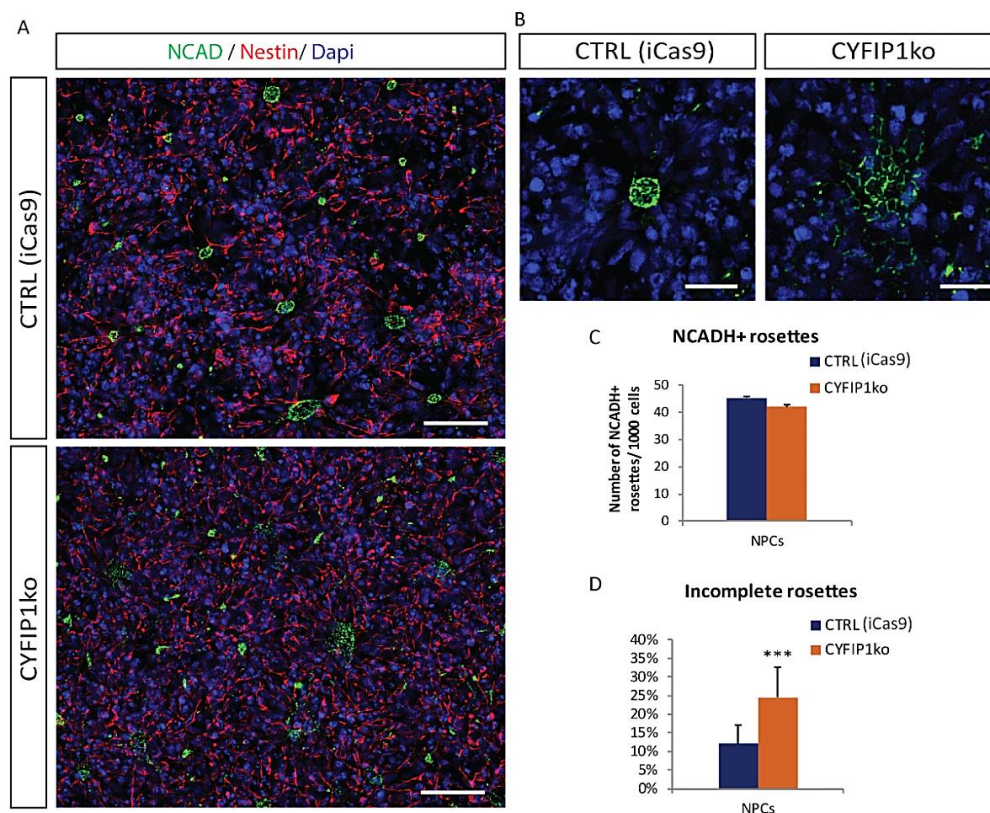 A
NCAD / Nestin/ Dapi
CTRL (iCas9)
CYFIP1ko
B
CTRL (iCas9)
CYFIP1ko
C
NCADH+ rosettes
CTRL (iCas9)
CYFIP1ko
Number of NCADH+
rosettes/1000 cells
50
40
30
20
10
0
NPCs
D
Incomplete rosettes
CTRL (iCas9)
CYFIP1ko
40%
35%
30%
25%
20%
15%
10%
5%
0%
***
NPCs